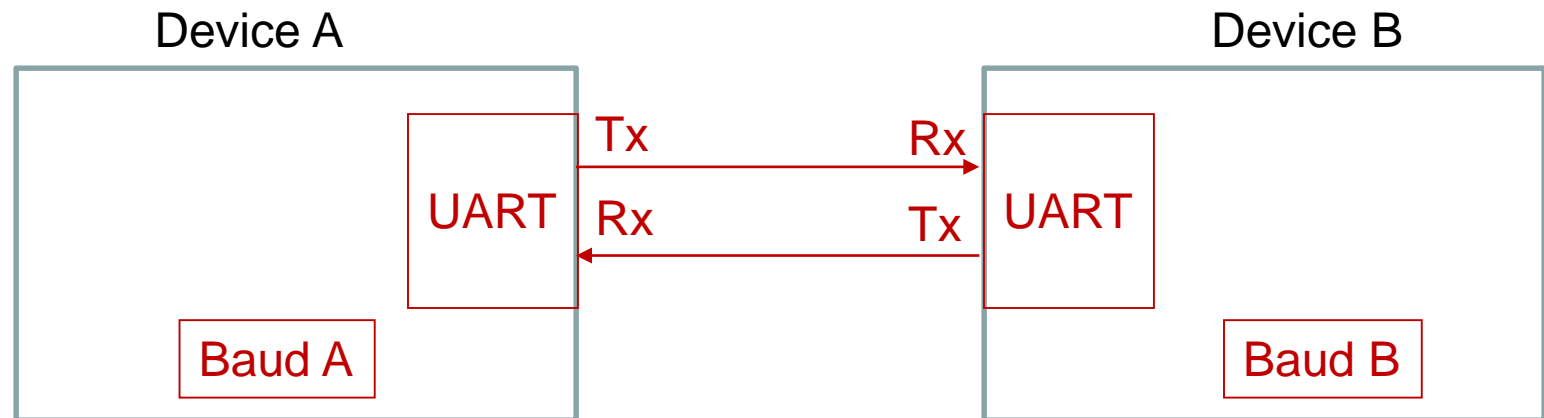 Device A
Device B
Tx
Rx
UART
Rx
Tx
UART
Baud A
Baud B